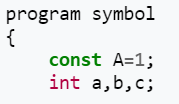 program symbol
{
    const A=1;
    int a,b,c;